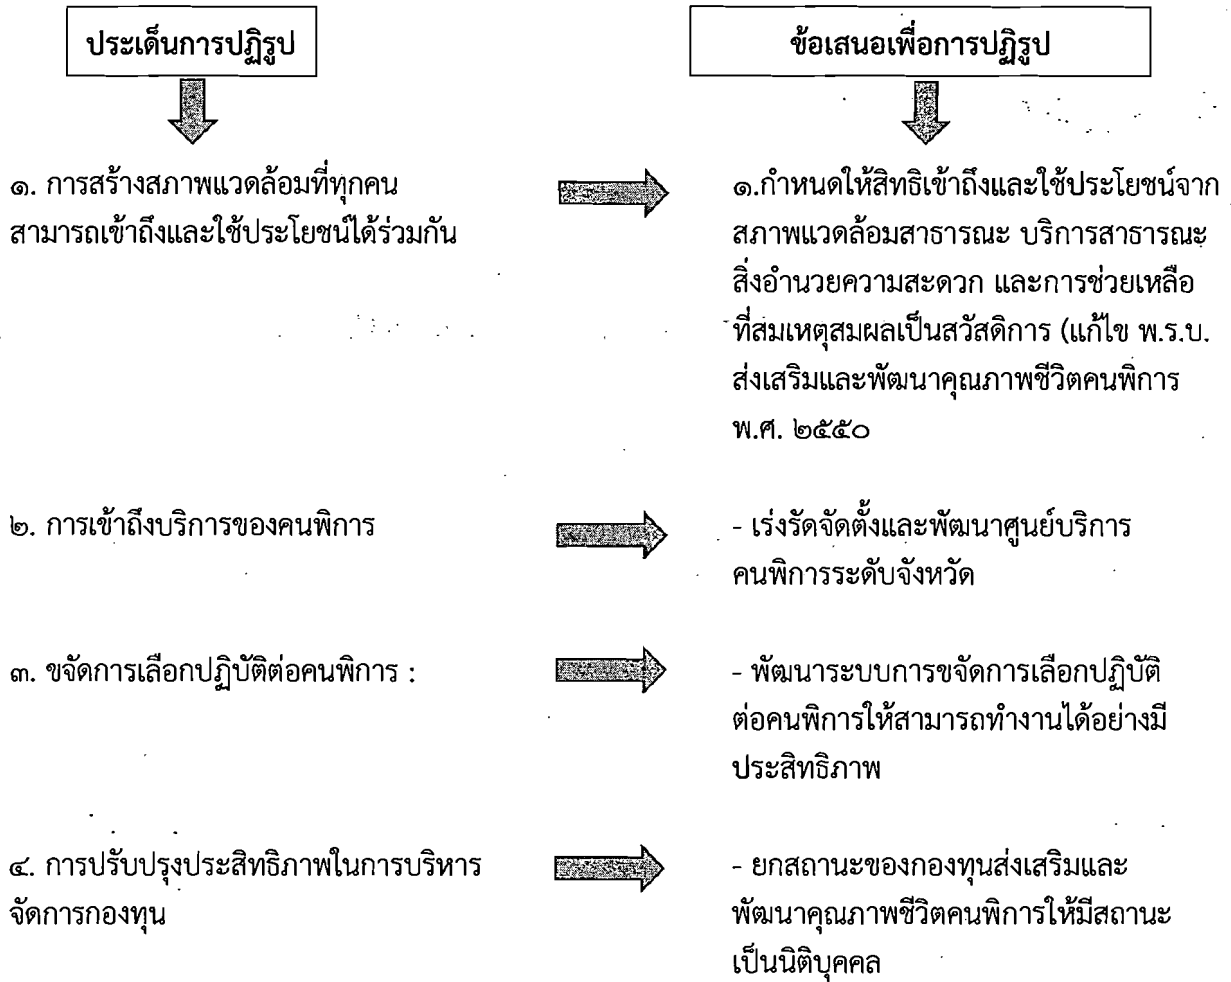 ประเด็นการปฏิรูป
ข้อเสนอเพื่อการปฏิรูป
๑. การสร้างสภาพแวดล้อมที่ทุกคน
สามารถเข้าถึงและใช้ประโยชน์ได้ร่วมกัน
๑.กำหนดให้สิทธิเข้าถึงและใช้ประโยชน์จาก
สภาพแวดล้อมสาธารณะ บริการสาธารณะ
สิ่งอำนวยความสะดวก และการช่วยเหลือ
ที่สมเหตุสมผลเป็นสวัสดิการ (แก้ไข พ.ร.บ.
ส่งเสริมและพัฒนาคุณภาพชีวิตคนพิการ
พ.ศ. ๒๕๕๐
๒. การเข้าถึงบริการของคนพิการ
- เร่งรัดจัดตั้งและพัฒนาศูนย์บริการ
คนพิการระดับจังหวัด
๓. ขจัดการเลือกปฏิบัติต่อคนพิการ :
- พัฒนาระบบการขจัดการเลือกปฏิบัติ
ต่อคนพิการให้สามารถทำงานได้อย่างมี
ประสิทธิภาพ
๔. การปรับปรุงประสิทธิภาพในการบริหาร
จัดการกองทุน
- ยกสถานะของกองทุนส่งเสริมและ
พัฒนาคุณภาพชีวิตคนพิการให้มีสถานะ
เป็นนิติบุคคล